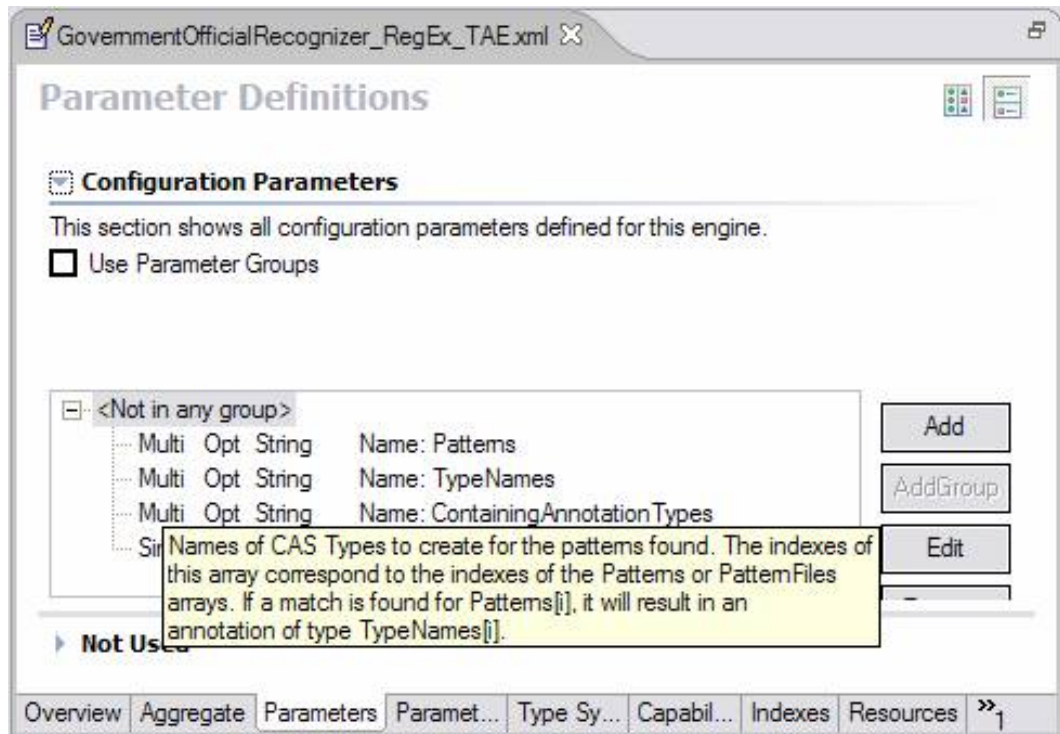 GovernmentOfficialRecognizer_RegEx_TAE.xml
Parameter Definitions
Configuration Parameters
This section shows all configuration parameters defined for this engine.
Use Parameter Groups
<Not in any group>
Multi Opt String Name: Patterns
Multi Opt String Name: TypeNames
Multi Opt String Name: ContainingAnnotationTypes
Names of CAS Types to create for the patterns found. The indexes of
this array correspond to the indexes of the Patterns or PatternFiles
arrays. If a match is found for Patterns[i], it will result in an
annotation of type TypeNames[i].
Add
AddGroup
Edit
Not Used
Overview Aggregate Parameters Paramet... Type Sy... Capabil... Indexes Resources »1